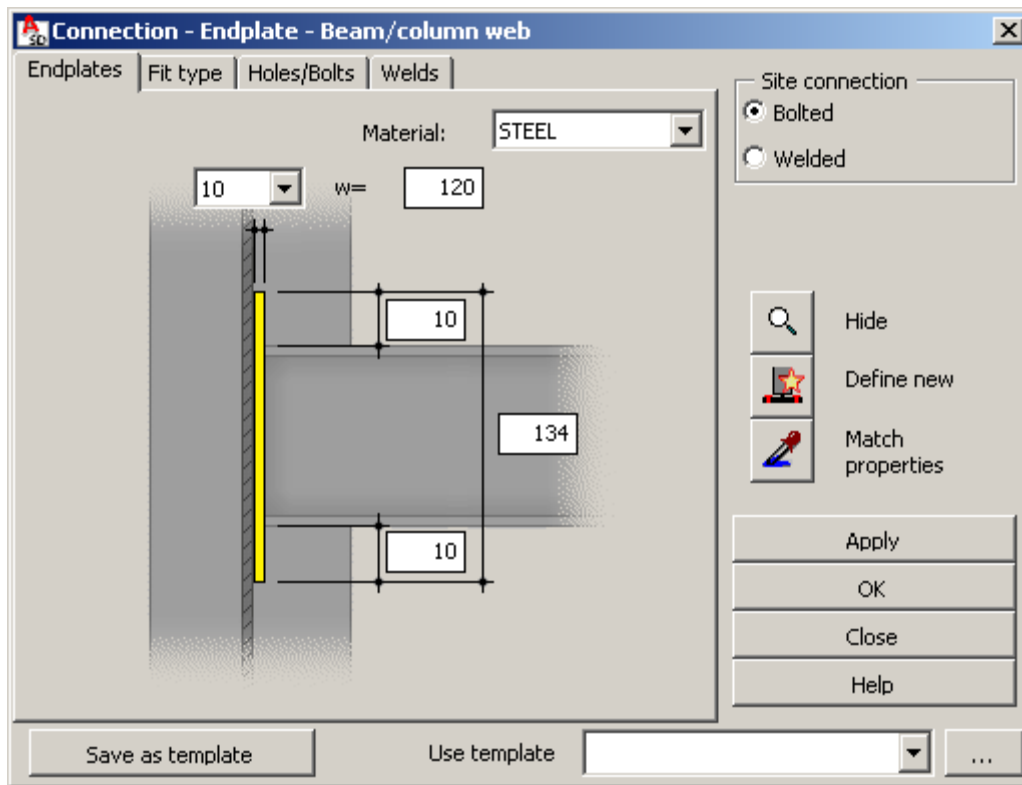 A
SD
Connection - Endplate - Beam/column web
Endplates
Fit type
Holes/Bolts
Welds
Material:
STEEL
10
w=
120
10
134
10
Site connection
Bolted
Welded
Hide
Define new
Match
properties
Apply
OK
Close
Help
Save as template
Use template
...